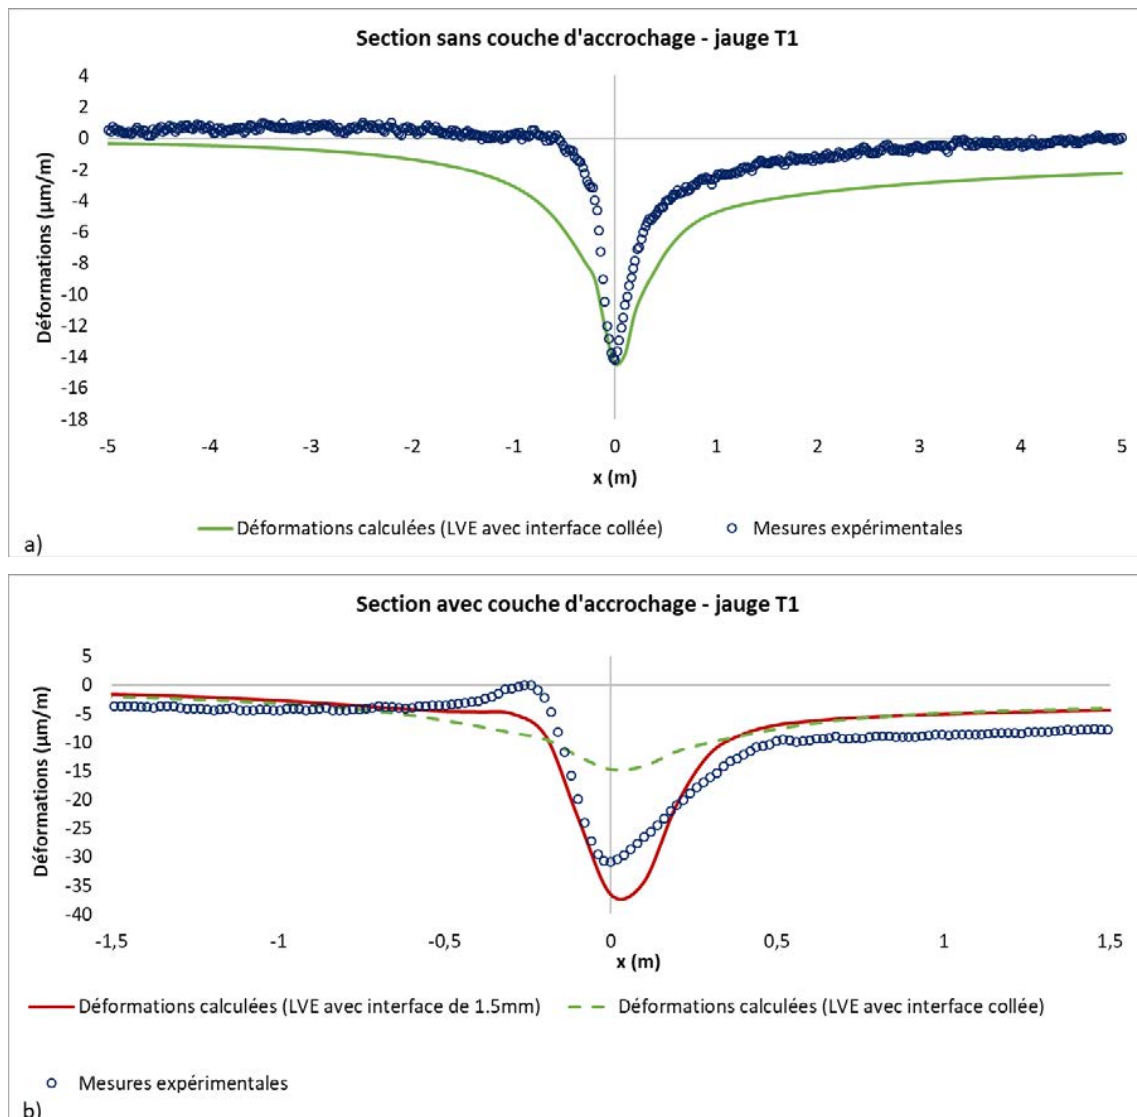 Section sans couche d'accrochage - jauge T1
4
2
0
-2
-4
-6
-8
-10
-12
-14
-16
-18
Déformations (µm/m)
-5 -4 -3 -2 -1 0 1 2 3 4 5
x (m)
Déformations calculées (LVE avec interface collée) Mesures expérimentales
a)
Section avec couche d'accrochage - jauge T1
5
0
-5
-10
-15
-20
-25
-30
-35
-40
Déformations (µm/m)
-1,5 -1 -0,5 0 0,5 1 1,5
x (m)
Déformations calculées (LVE avec interface de 1.5mm) Déformations calculées (LVE avec interface collée)
Mesures expérimentales
b)